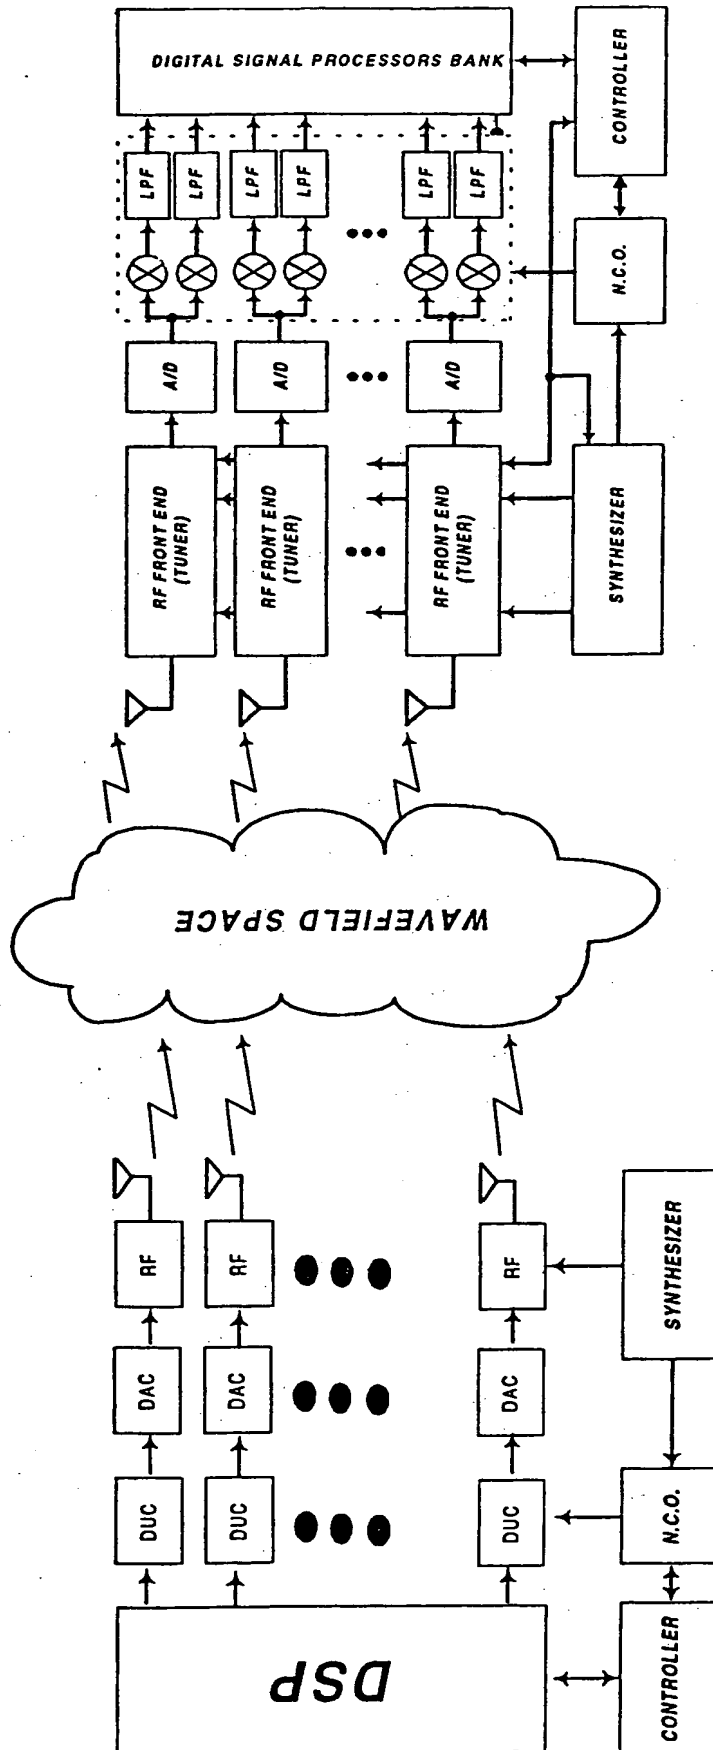 DIGITAL SIGNAL PROCESSORS BANK
CONTROLLER
LPF
LPF
LPF
LPF
LPF
LPF
N.C.O.
A/D
A/D
A/D
RF FRONT END
(TUNER)
RF FRONT END
(TUNER)
RF FRONT END
(TUNER)
SYNTHESIZER
WAVEFIELD SPACE
RF
RF
RF
SYNTHESIZER
DAC
DAC
DAC
DUC
DUC
DUC
N.C.O.
DSP
CONTROLLER